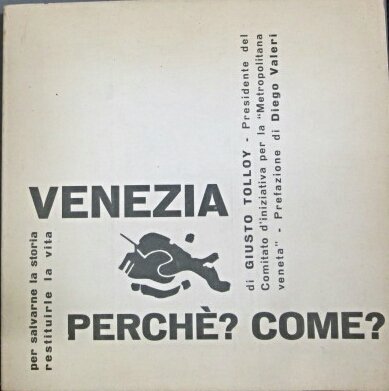 VENEZIA
PERCHÈ? COME?
per salvarne la storia
restituirle la vita
di GIUSTO TOLLOY - Presidente del
Comitato d'iniziativa per la "Metropolitana
veneta" - Prefazione di Diego Valeri